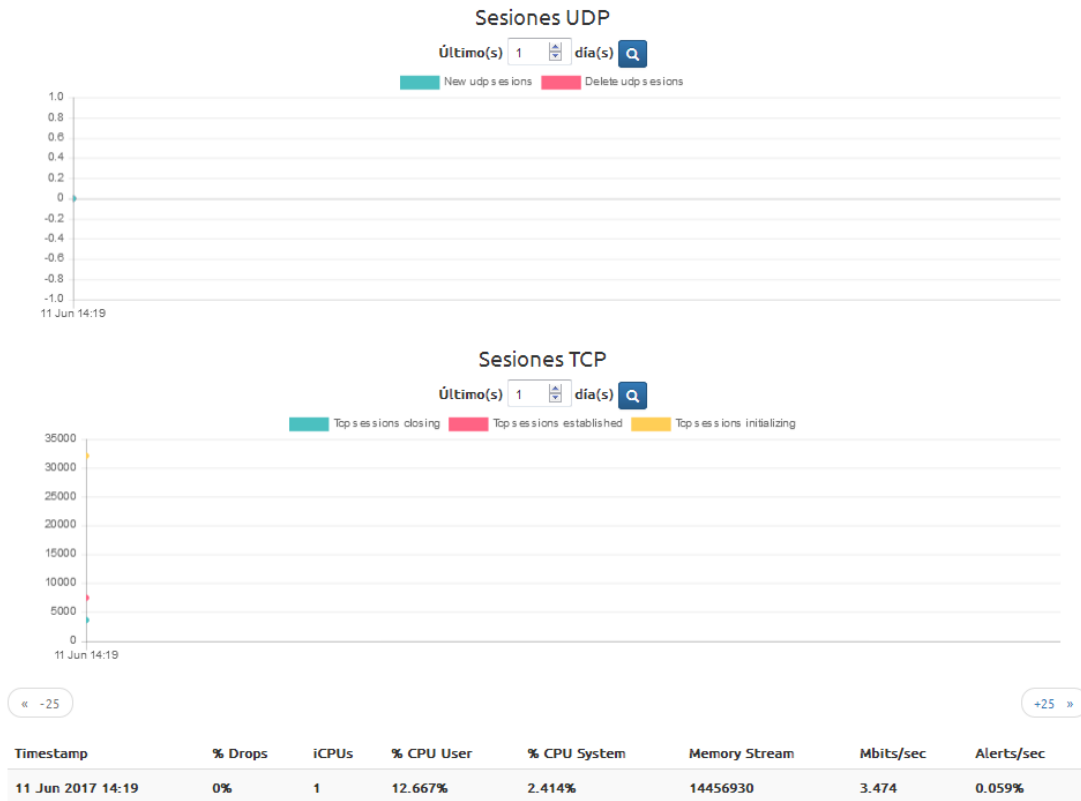 Sesiones UDP
Último(s) 1 día(s)
New udp sesions Delete udp sesions
1.0
0.8
0.6
0.4
0.2
0
-0.2
-0.4
-0.6
-0.8
-1.0
11 Jun 14:19
Sesiones TCP
Último(s) 1 día(s)
Tcp sessions closing Tcp sessions established Tcp sessions initializing
35000
30000
25000
20000
15000
10000
5000
0
11 Jun 14:19
« -25 +25 »
Timestamp % Drops iCPUs % CPU User % CPU System Memory Stream Mbits/sec Alerts/sec
11 Jun 2017 14:19 0% 1 12.667% 2.414% 14456930 3.474 0.059%